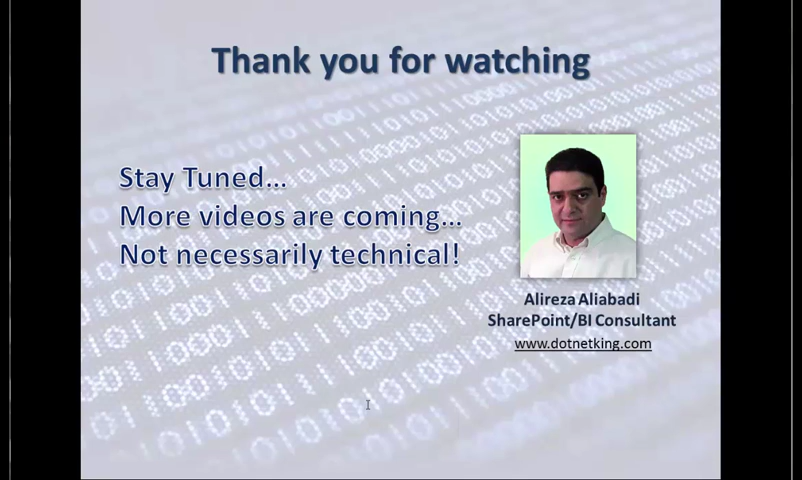 Thank you for watching
Stay Tuned...
More videos are coming...
Not necessarily technical!
Alireza Aliabadi
SharePoint/BI Consultant
www.dotnetking.com